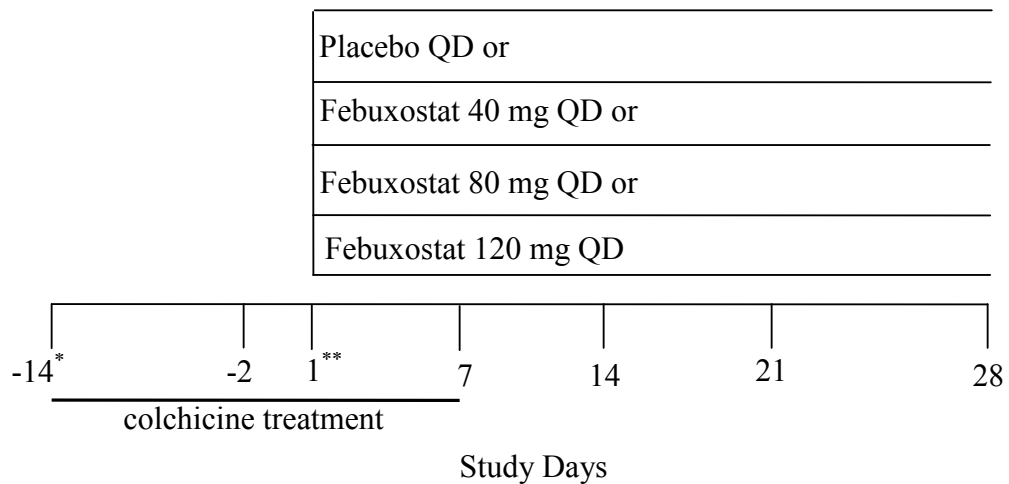 Placebo QD or
Febuxostat 40 mg QD or
Febuxostat 80 mg QD or
Febuxostat 120 mg QD
-14* -2 1** 7 14 21 28
colchicine treatment
Study Days